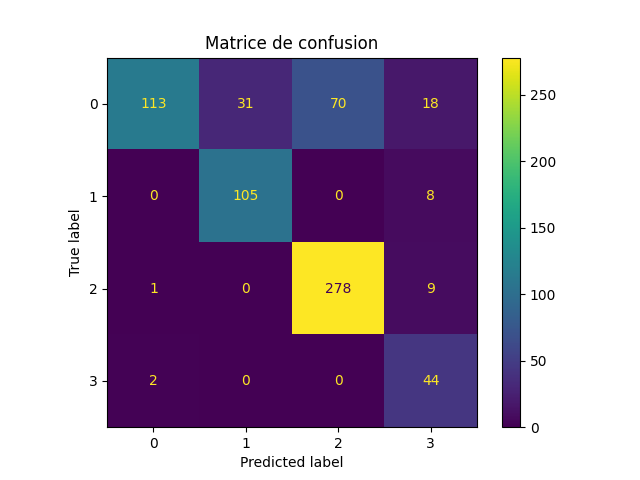 Matrice de confusion
True label
0 113 31 70 18
1 0 105 0 8
2 1 0 278 9
3 2 0 0 44
0 1 2 3
Predicted label
250
200
150
100
50
0